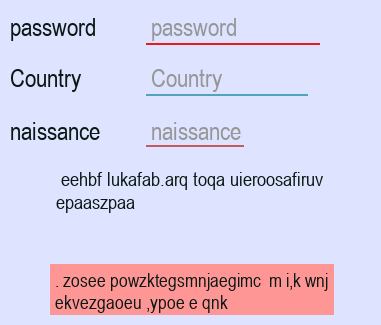 password password
Country Country
naissance naissance
eehbf lukafab.arq toqa uieroosafiruv
epaaszpaa
. zosee powzktegsmnjaegimc m i,k wnj
ekvezgaoeu ,ypoe e qnk